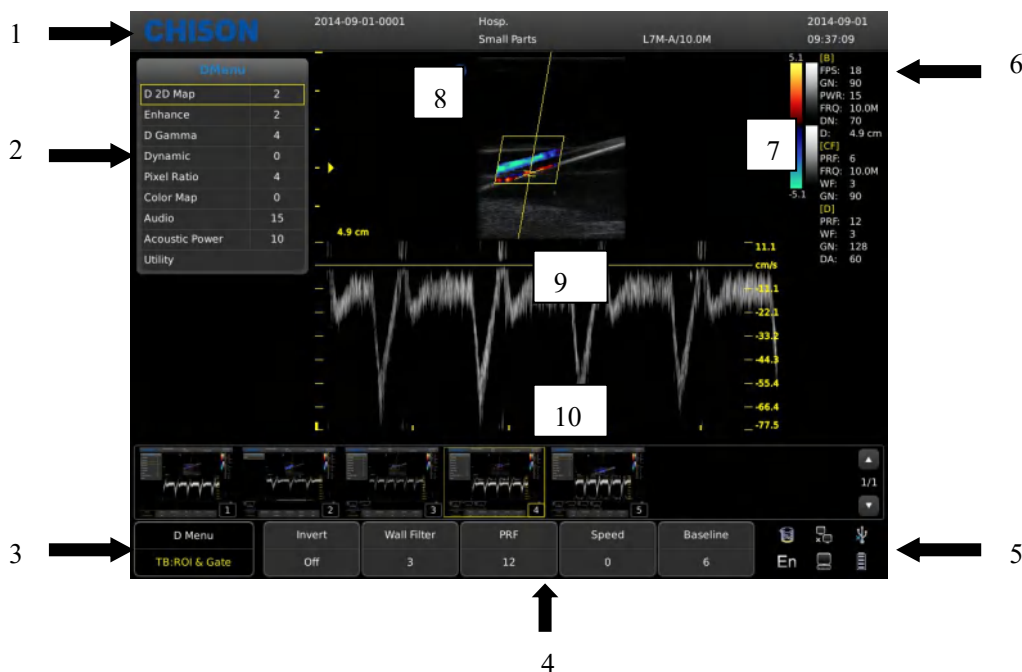 1
CHISON
2014-09-01-0001
Hosp.
Small Parts
L7M-A/10.0M
2014-09-01
09:37:09
DMenu
D 2D Map 2
Enhance 2
D Gamma 4
Dynamic 0
Pixel Ratio 4
Color Map 0
Audio 15
Acoustic Power 10
Utility
2
8
4.9 cm
7
5.1
-5.1
[B]
FPS: 18
GN: 90
PWR: 15
FRQ: 10.0M
DN: 70
D: 4.9 cm
[CF]
PRF: 6
FRQ: 10.0M
WF: 3
GN: 90
[D]
PRF: 12
WF: 3
GN: 128
DA: 60
6
9
11.1
cm/s
-11.1
-22.1
-33.2
-44.3
-55.4
-66.4
-77.5
10
1
2
3
4
5
1/1
3
D Menu
TB:ROI & Gate
Invert
Off
Wall Filter
3
PRF
12
Speed
0
Baseline
6
En
5
4